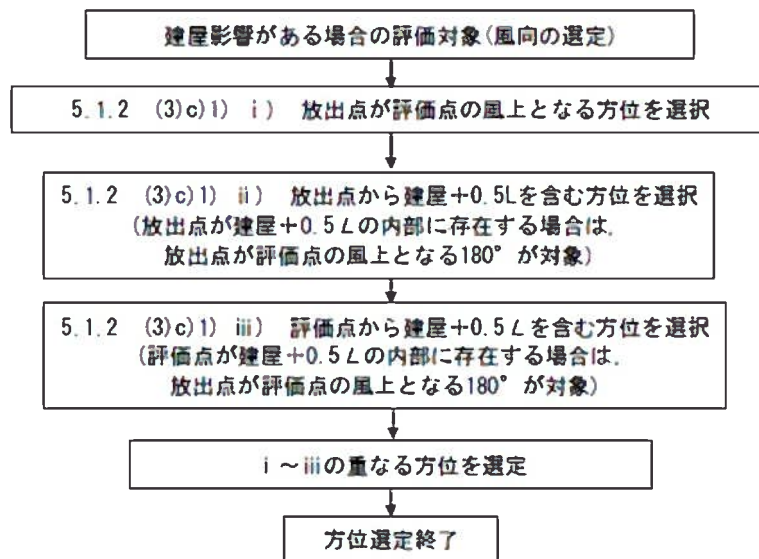 建屋影響がある場合の評価対象(風向の選定)
5.1.2 (3)c)1) ⅰ) 放出点が評価点の風上となる方位を選択
5.1.2 (3)c)1) ⅱ) 放出点から建屋+0.5Lを含む方位を選択
(放出点が建屋+0.5Lの内部に存在する場合は,
放出点が評価点の風上となる180°が対象)
5.1.2 (3)c)1) ⅲ) 評価点から建屋+0.5Lを含む方位を選択
(評価点が建屋+0.5Lの内部に存在する場合は,
放出点が評価点の風上となる180°が対象)
ⅰ~ⅲの重なる方位を選定
方位選定終了